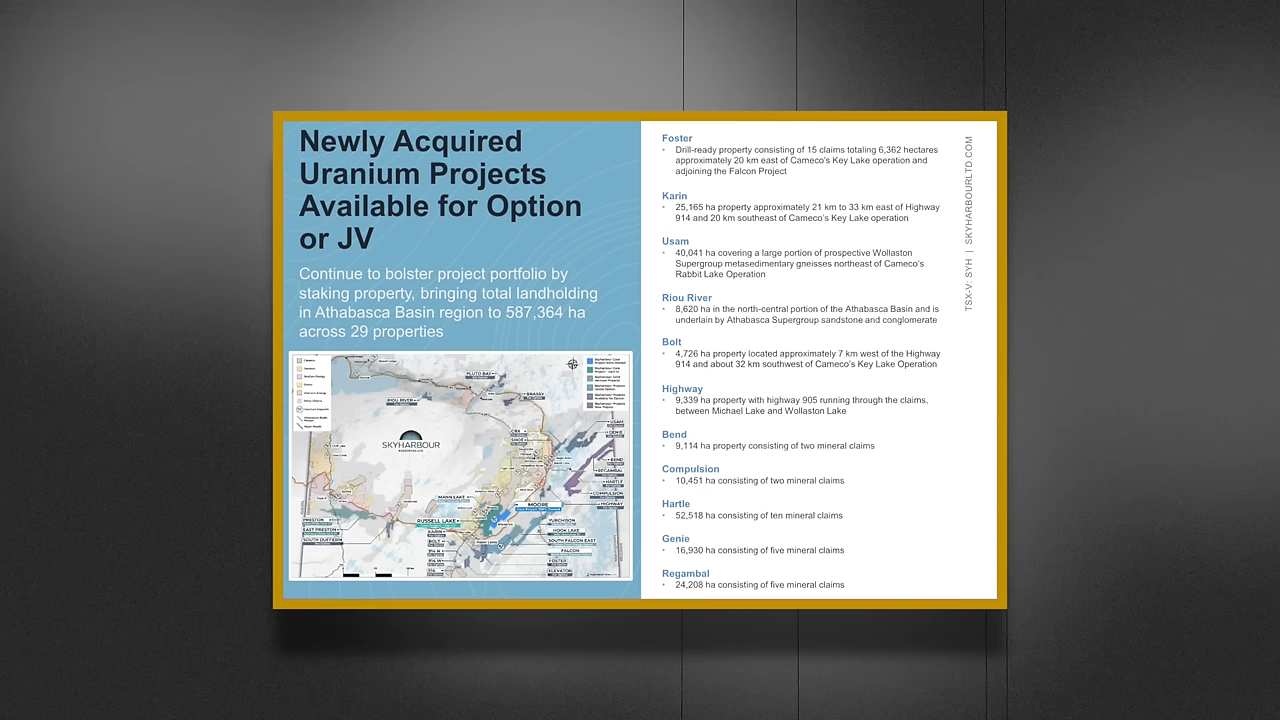 Newly Acquired
Uranium Projects
Available for Option
or JV
Continue to bolster project portfolio by
staking property, bringing total landholding
in Athabasca Basin region to 587,364 ha
across 29 properties
PLUTO BAY
RIOU RIVER
BRASSY
SKYHARBOUR
USAM
GENIE
BEND
REGAMBAL
HARTLE
COMPULSION
HIGHWAY
MANN LAKE
MOORE
RUSSELL LAKE
PRESTON
EAST PRESTON
SOUTH DUFFERIN
KARIN
BOLT
YURCHISON
HOOK LAKE
SOUTH FALCON EAST
FALCON
FOSTER
ELEVATOR
Foster
• Drill-ready property consisting of 15 claims totaling 6,362 hectares
approximately 20 km east of Cameco's Key Lake operation and
adjoining the Falcon Project
Karin
• 25,165 ha property approximately 21 km to 33 km east of Highway
914 and 20 km southeast of Cameco's Key Lake operation
Usam
• 40,041 ha covering a large portion of prospective Wollaston
Supergroup metasedimentary gneisses northeast of Cameco's
Rabbit Lake Operation
Riou River
• 8,620 ha in the north-central portion of the Athabasca Basin and is
underlain by Athabasca Supergroup sandstone and conglomerate
Bolt
• 4,726 ha property located approximately 7 km west of the Highway
914 and about 32 km southwest of Cameco's Key Lake Operation
Highway
• 9,339 ha property with highway 905 running through the claims,
between Michael Lake and Wollaston Lake
Bend
• 9,114 ha property consisting of two mineral claims
Compulsion
• 10,451 ha consisting of two mineral claims
Hartle
• 52,518 ha consisting of ten mineral claims
Genie
• 16,930 ha consisting of five mineral claims
Regambal
• 24,208 ha consisting of five mineral claims
TSX-V: SYH | SKYHARBOURLTD.COM